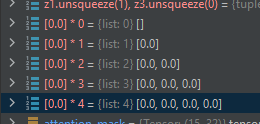 z1.unsqueeze(1), z3.unsqueeze(0) = {tuple
[0.0] * 0 = {list: 0} []
[0.0] * 1 = {list: 1} [0.0]
[0.0] * 2 = {list: 2} [0.0, 0.0]
[0.0] * 3 = {list: 3} [0.0, 0.0, 0.0]
[0.0] * 4 = {list: 4} [0.0, 0.0, 0.0, 0.0]
attention_mask = {Tensor: (15, 32)} tensor